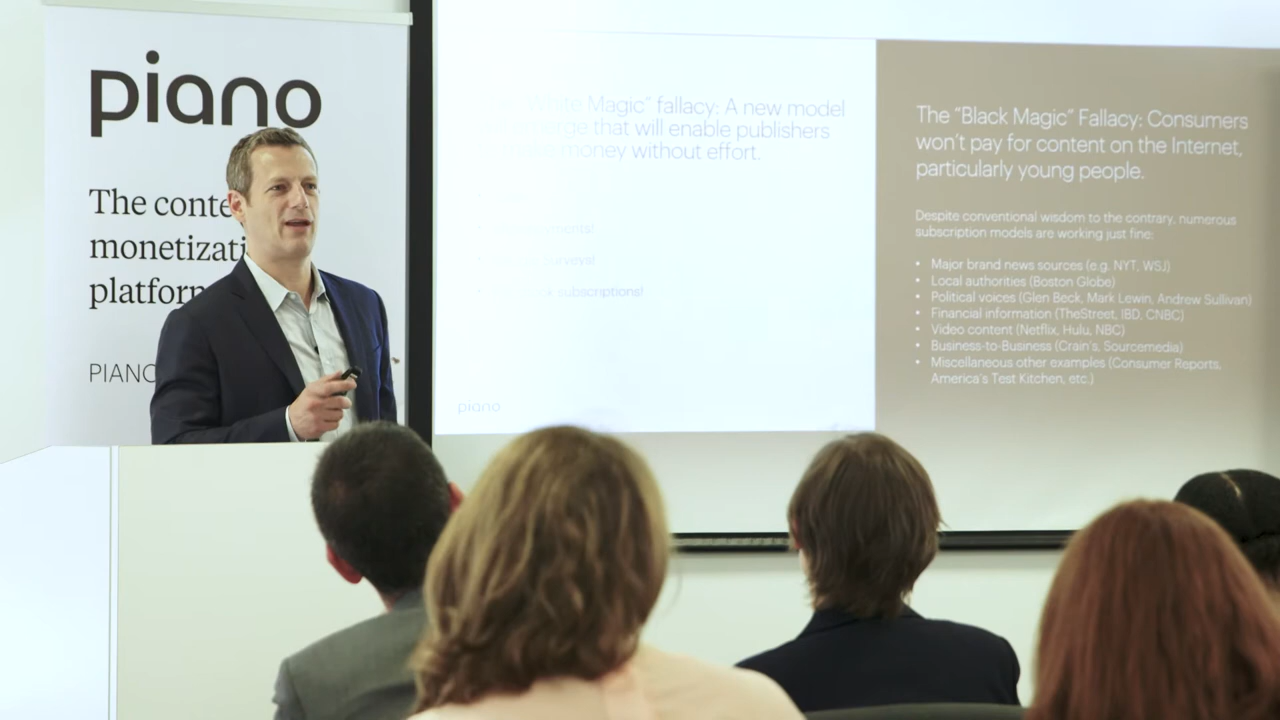 piano
The conte
monetizati
platform
PIANO
"White Magic" fallacy: A new model
that will enable publishers
money without effort.
subscriptions!
piano
The "Black Magic" Fallacy: Consumers
won't pay for content on the Internet,
particularly young people.
Despite conventional wisdom to the contrary, numerous
subscription models are working just fine:
• Major brand news sources (e.g. NYT, WSJ)
• Local authorities (Boston Globe)
• Political voices (Glen Beck, Mark Lewin, Andrew Sullivan)
• Financial information (TheStreet, IBD, CNBC)
• Video content (Netflix, Hulu, NBC)
• Business-to-Business (Crain's, Sourcemedia)
• Miscellaneous other examples (Consumer Reports,
America's Test Kitchen, etc.)